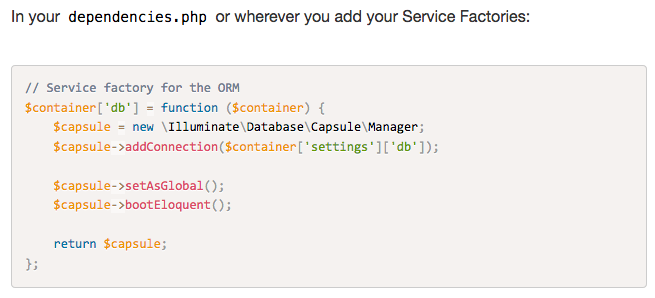 In your dependencies.php or wherever you add your Service Factories:
// Service factory for the ORM
$container['db'] = function ($container) {
    $capsule = new \Illuminate\Database\Capsule\Manager;
    $capsule->addConnection($container['settings']['db']);

    $capsule->setAsGlobal();
    $capsule->bootEloquent();

    return $capsule;
};